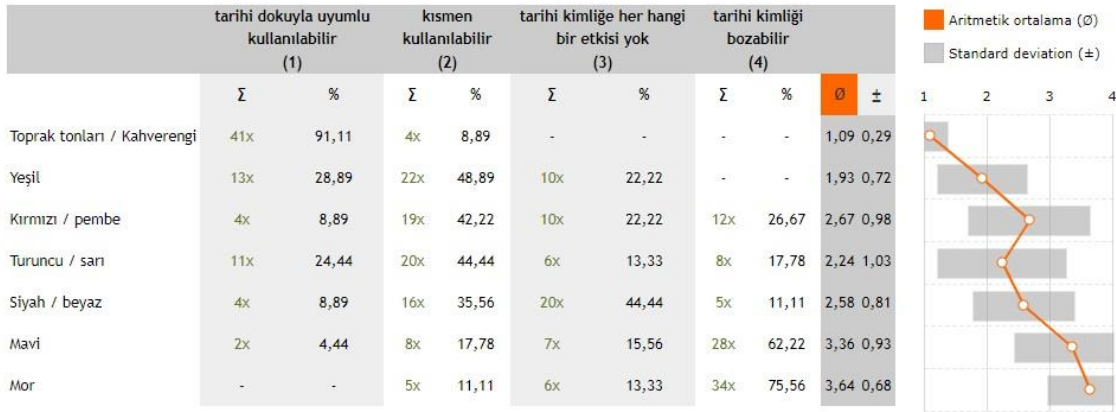 tarihi dokuyla uyumlu kullanılabilir (1) kısmen kullanılabilir (2) tarihi kimliğe her hangi bir etkisi yok (3) tarihi kimliği bozabilir (4)
Aritmetik ortalama (Ø)
Standard deviation (±)
Σ % Σ % Σ % Σ % Ø ± 1 2 3 4
Toprak tonları / Kahverengi 41x 91,11 4x 8,89 - - - - 1,09 0,29
Yeşil 13x 28,89 22x 48,89 10x 22,22 - - 1,93 0,72
Kırmızı / pembe 4x 8,89 19x 42,22 10x 22,22 12x 26,67 2,67 0,98
Turuncu / sarı 11x 24,44 20x 44,44 6x 13,33 8x 17,78 2,24 1,03
Siyah / beyaz 4x 8,89 16x 35,56 20x 44,44 5x 11,11 2,58 0,81
Mavi 2x 4,44 8x 17,78 7x 15,56 28x 62,22 3,36 0,93
Mor - - 5x 11,11 6x 13,33 34x 75,56 3,64 0,68